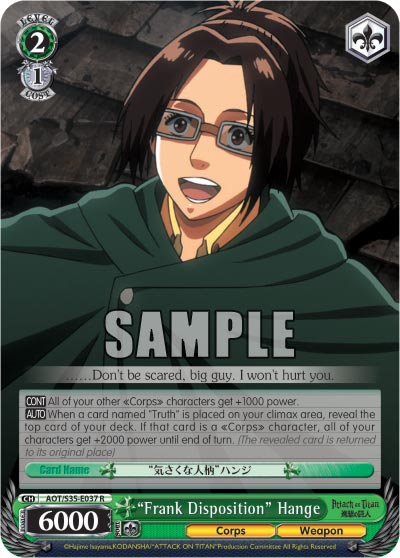 LEVEL
2
1
COST
SAMPLE
......Don't be scared, big guy. I won't hurt you.
CONT All of your other «Corps» characters get +1000 power.
AUTO When a card named "Truth" is placed on your climax area, reveal the
top card of your deck. If that card is a «Corps» character, all of your
characters get +2000 power until end of turn. (The revealed card is returned
to its original place)
Card Name
"気さくな人柄"ハンジ
CH AOT/S35-E037 R
"Frank Disposition" Hange
Attack on Titan
進撃の巨人
POWER
6000
SOUL
Corps
Weapon
©Hajime Isayama,KODANSHA/"ATTACK ON TITAN"Production Committee All Rights Reserved